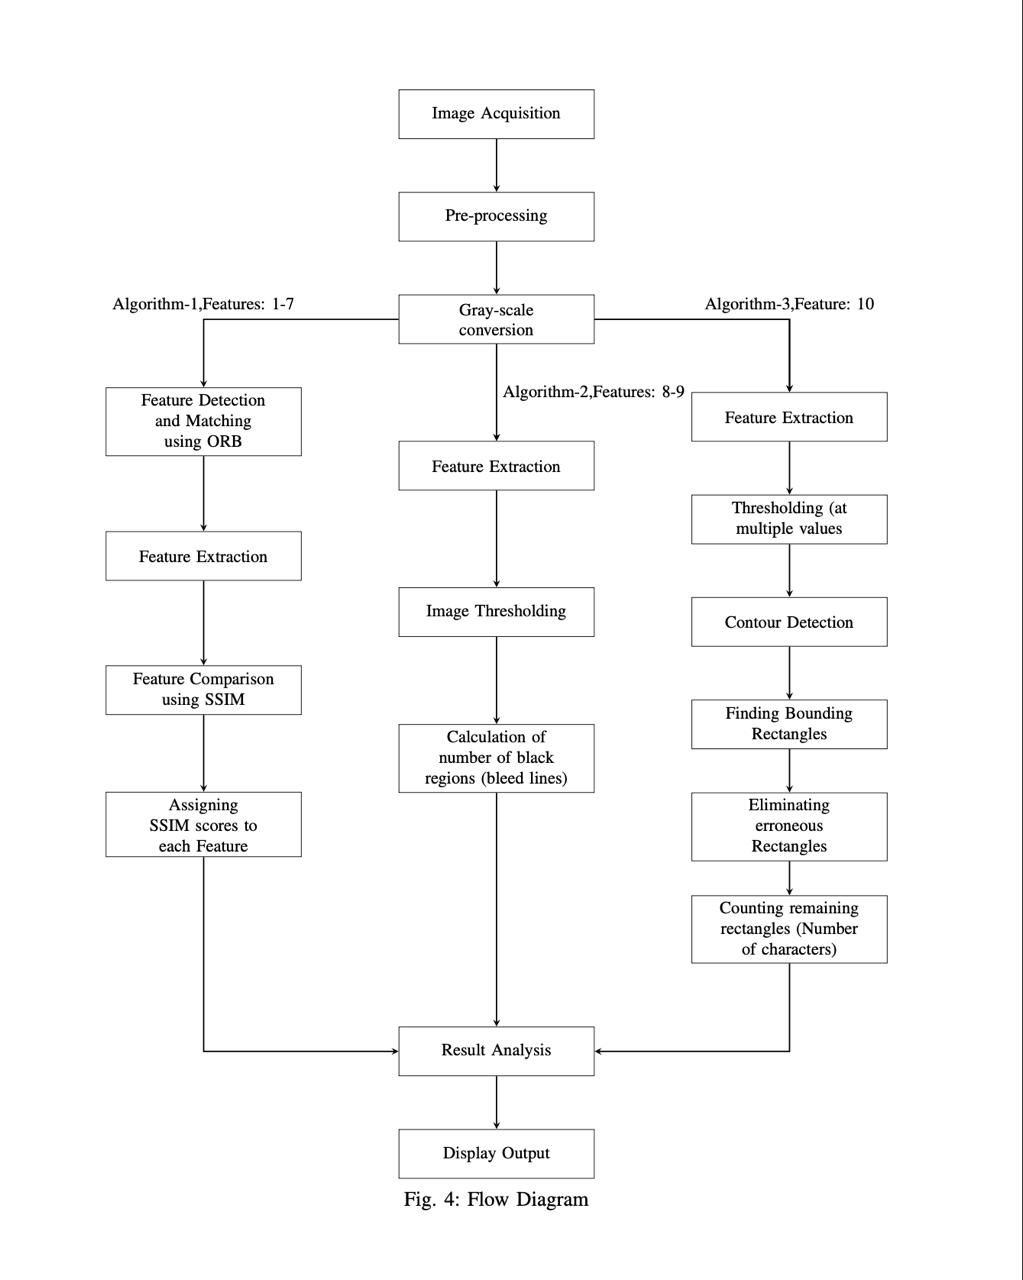 Image Acquisition
Pre-processing
Gray-scale
conversion
Algorithm-1,Features: 1-7
Algorithm-3,Feature: 10
Algorithm-2,Features: 8-9
Feature Detection
and Matching
using ORB
Feature Extraction
Feature Comparison
using SSIM
Assigning
SSIM scores to
each Feature
Feature Extraction
Image Thresholding
Calculation of
number of black
regions (bleed lines)
Feature Extraction
Thresholding (at
multiple values
Contour Detection
Finding Bounding
Rectangles
Eliminating
erroneous
Rectangles
Counting remaining
rectangles (Number
of characters)
Result Analysis
Display Output
Fig. 4: Flow Diagram